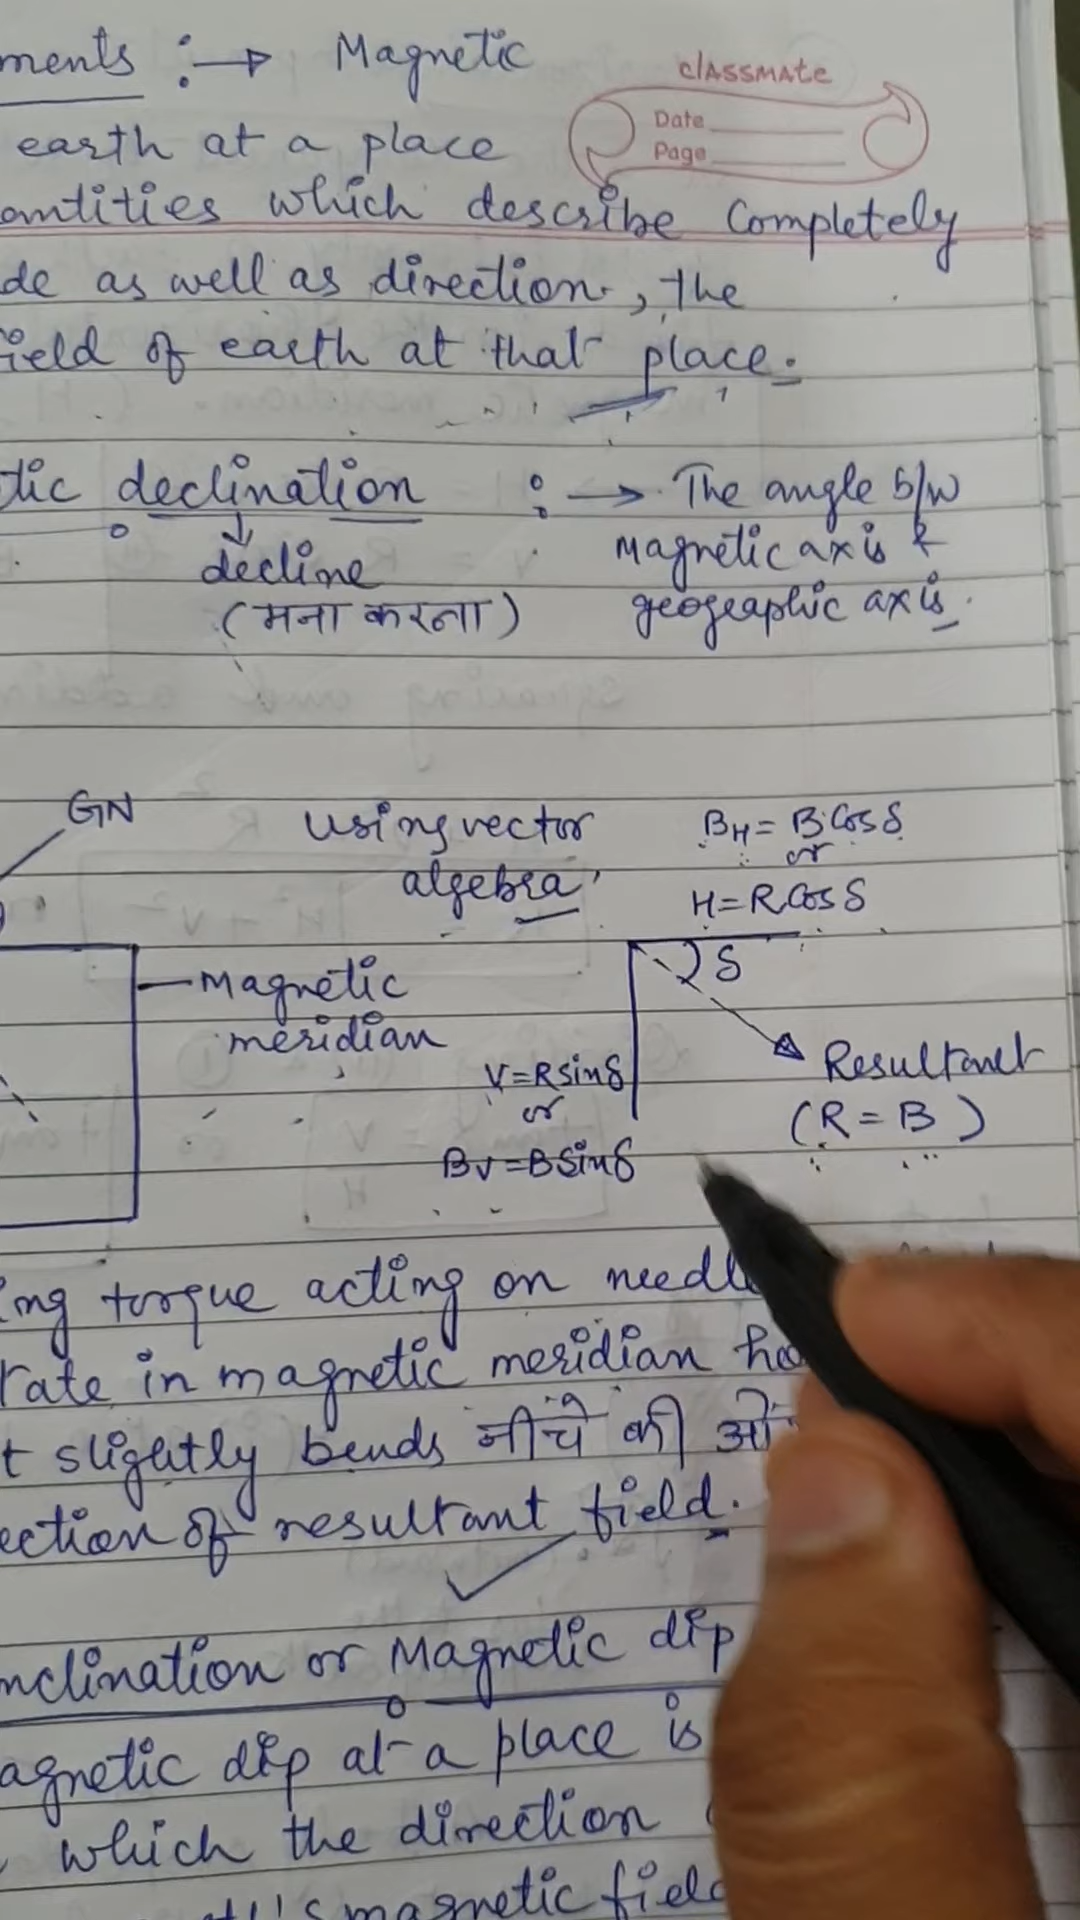 ments :→ Magnetic
classmate
Date
Page
earth at a place
antities which describe completely
de as well as direction, the
ield of earth at that place.
tic declination :→ The angle b/w
magnetic axis &
geographic axis.
decline
(मना करना)
GN
using vector
algebra,
BH = B cos δ
or
H = R cos δ
δ
Magnetic
meridian
V = R sin δ
or
BV = B sin δ
Resultant
(R = B)
ing torque acting on needl
rate in magnetic meridian ho
t slightly bends नीचे की ओ
ection of resultant field.
nclination or Magnetic dip
agnetic dip at a place is
which the direction
's magnetic field